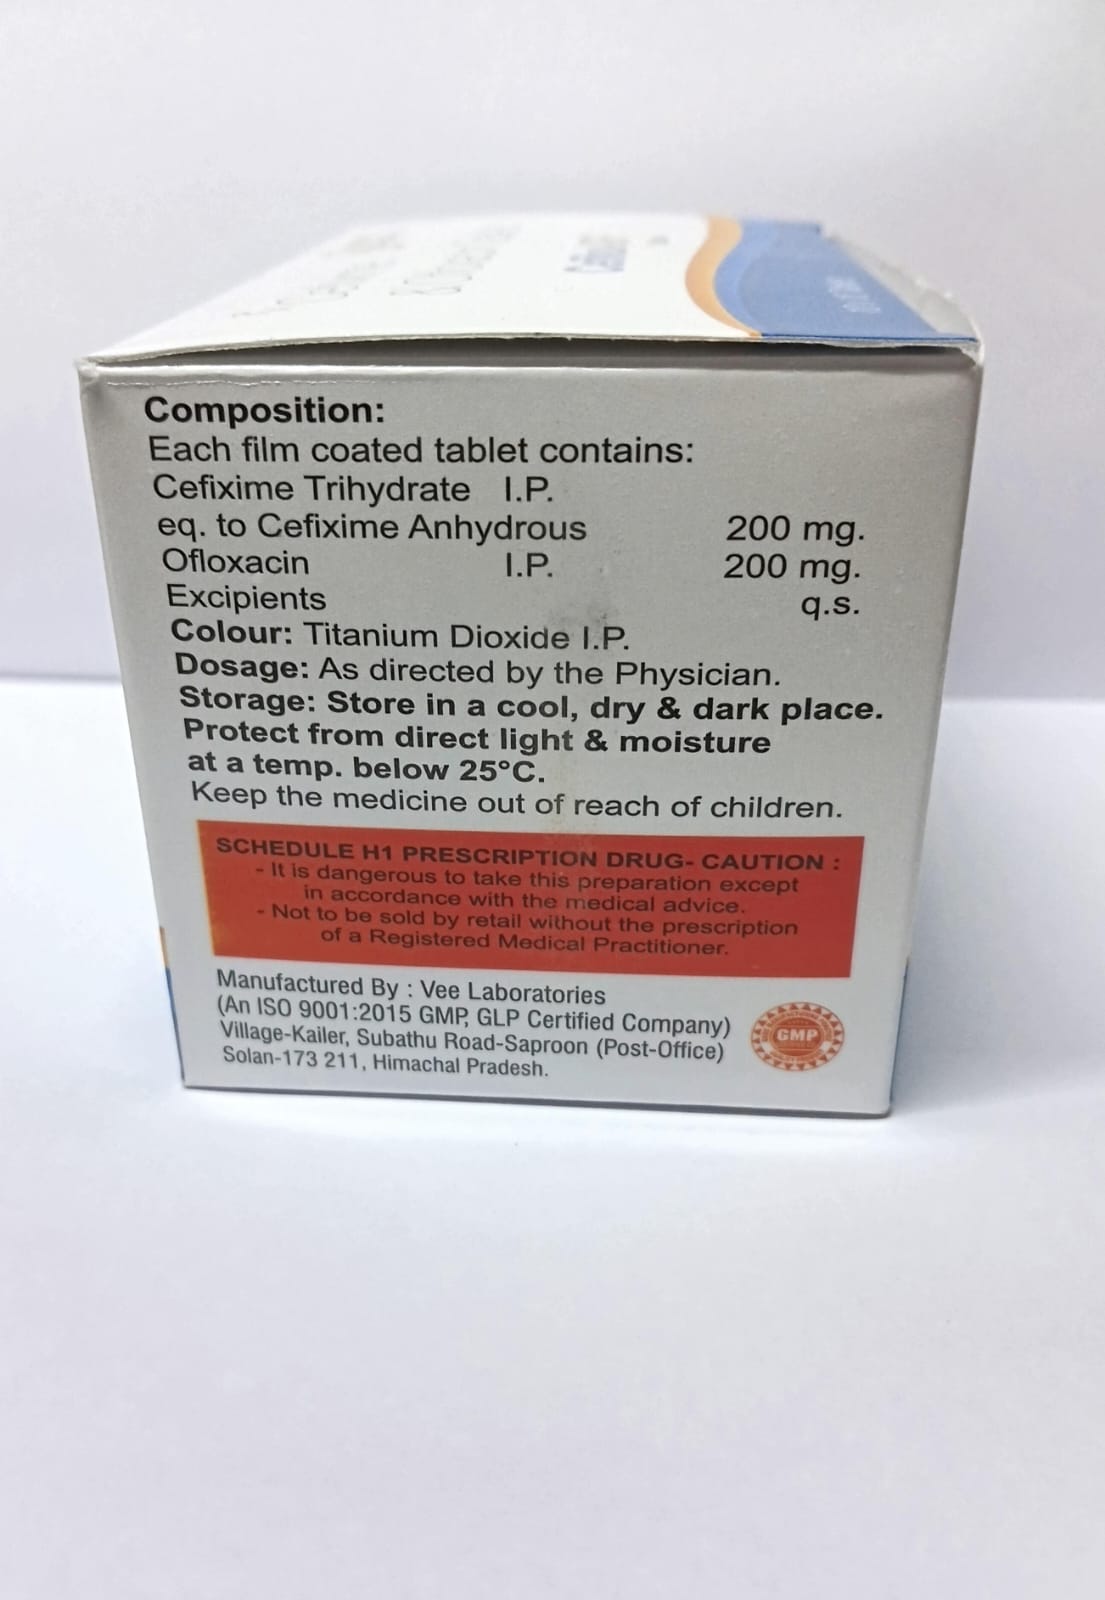 Composition:
Each film coated tablet contains:
Cefixime Trihydrate I.P.
eq. to Cefixime Anhydrous 200 mg.
Ofloxacin I.P. 200 mg.
Excipients q.s.
Colour: Titanium Dioxide I.P.
Dosage: As directed by the Physician.
Storage: Store in a cool, dry & dark place.
Protect from direct light & moisture
at a temp. below 25°C.
Keep the medicine out of reach of children.
SCHEDULE H1 PRESCRIPTION DRUG- CAUTION :
- It is dangerous to take this preparation except
in accordance with the medical advice.
- Not to be sold by retail without the prescription
of a Registered Medical Practitioner.
Manufactured By : Vee Laboratories
(An ISO 9001:2015 GMP, GLP Certified Company)
Village-Kailer, Subathu Road-Saproon (Post-Office)
Solan-173 211, Himachal Pradesh.
GMP